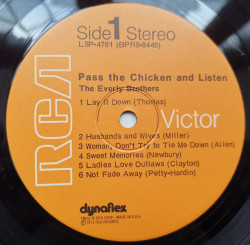 Side 1 Stereo
LSP-4781 (BPRS-8445)
Pass the Chicken and Listen
The Everly Brothers
1 Lay It Down (Thomas)
RCA Victor
2 Husbands and Wives (Miller)
3 Woman, Don't Try to Tie Me Down (Allen)
4 Sweet Memories (Newbury)
5 Ladies Love Outlaws (Clayton)
6 Not Fade Away (Petty-Hardin)
dynaflex